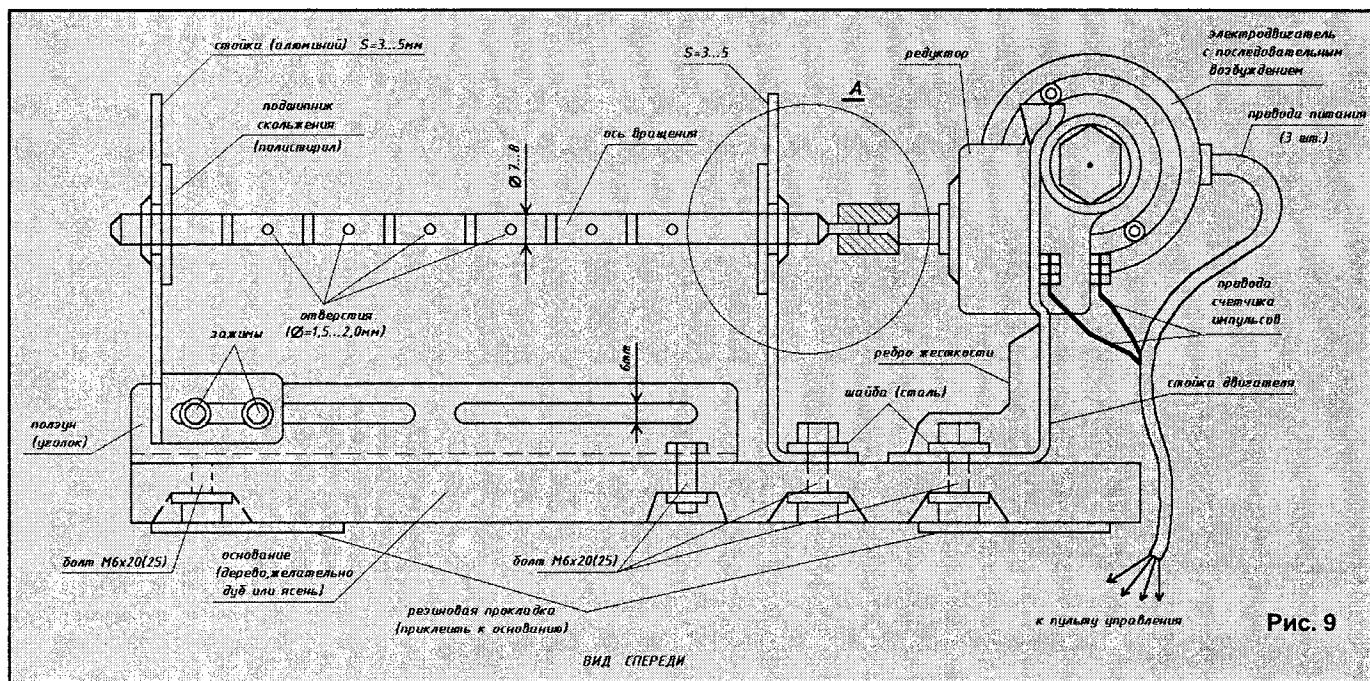 стойка (алюминий) S=3...5мм
подшипник
скольжения
(полистирол)
ось вращения
Ø 7...8
S=3...5
А
редуктор
электродвигатель
с последовательным
возбуждением
провода питания
(3 шт.)
отверстия
(Ø=1,5...2,0мм)
зажимы
6мм
провода
счетчика
импульсов
ребро жесткости
шайба (сталь)
стойка двигателя
ползун
(уголок)
болт М6х20(25)
основание
(дерево,желательно
дуб или ясень)
болт М6х20(25)
резиновая прокладка
(приклеить к основанию)
к пульту управления
Рис. 9
ВИД СПЕРЕДИ